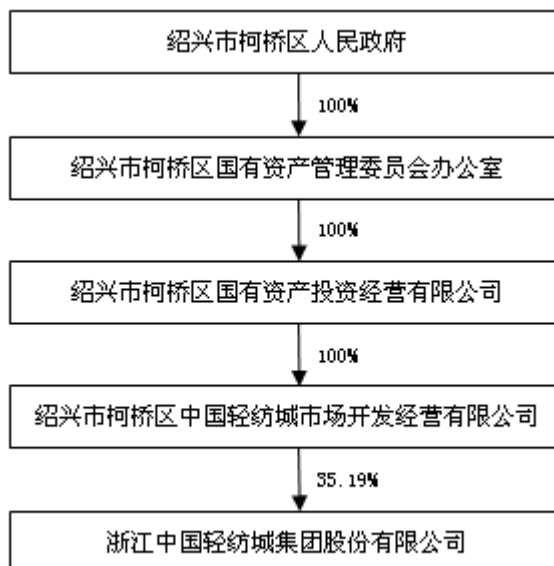 绍兴市柯桥区人民政府
100%
绍兴市柯桥区国有资产管理委员会办公室
100%
绍兴市柯桥区国有资产投资经营有限公司
100%
绍兴市柯桥区中国轻纺城市场开发经营有限公司
35.19%
浙江中国轻纺城集团股份有限公司